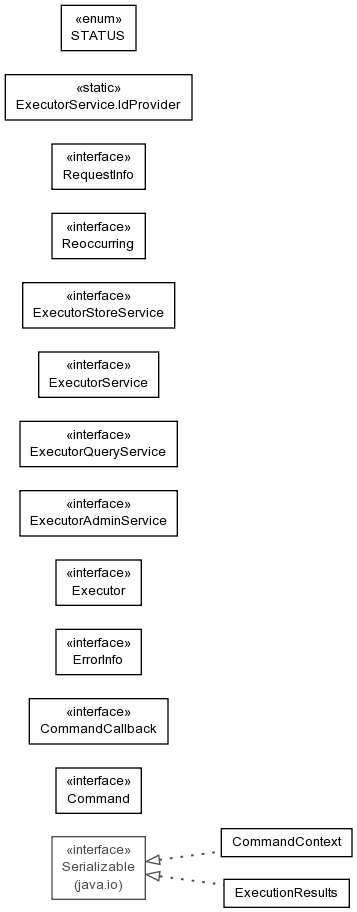 «enum»
STATUS
«static»
ExecutorService.IdProvider
«interface»
RequestInfo
«interface»
Reoccurring
«interface»
ExecutorStoreService
«interface»
ExecutorService
«interface»
ExecutorQueryService
«interface»
ExecutorAdminService
«interface»
Executor
«interface»
ErrorInfo
«interface»
CommandCallback
«interface»
Command
«interface»
Serializable
(java.io)
CommandContext
ExecutionResults